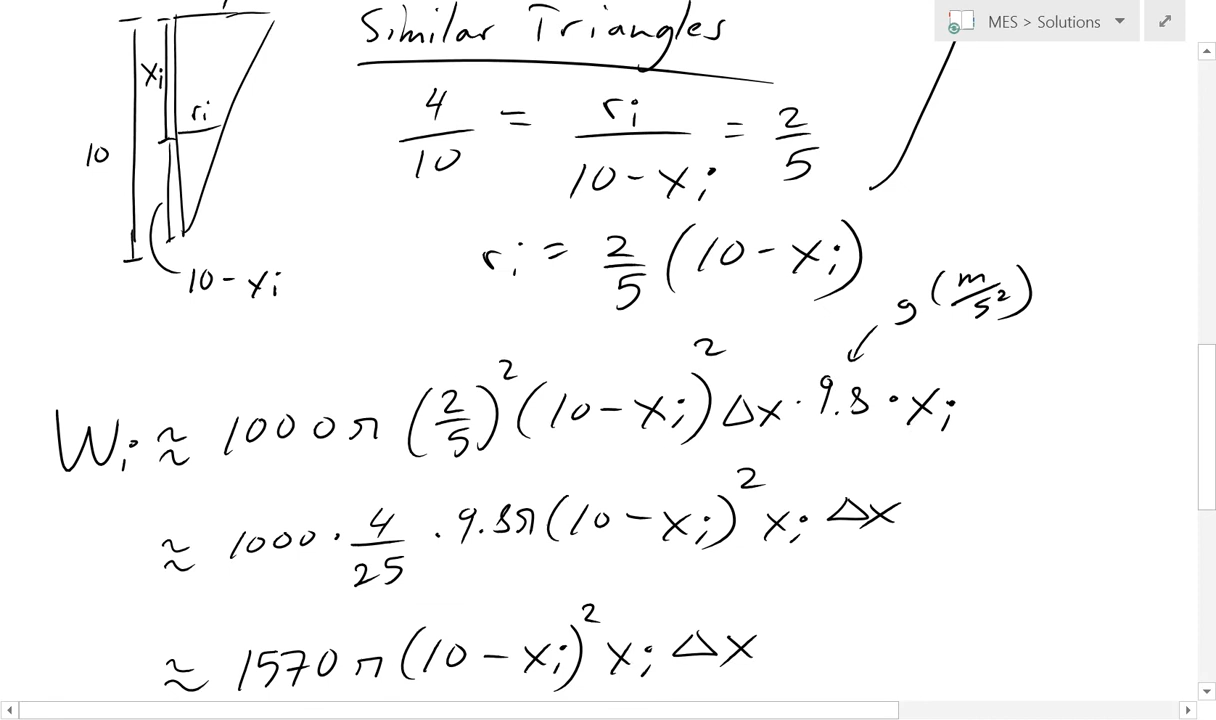 MES > Solutions
Similar Triangles
4/10 = ri/(10-xi) = 2/5
xi
ri
10
10-xi
ri = 2/5 (10-xi)
g (m/s²)
Wi ≈ 1000π (2/5)² (10-xi)² Δx · 9.8 · xi
≈ 1000 · 4/25 · 9.8π (10-xi)² xi Δx
≈ 1570π (10-xi)² xi Δx